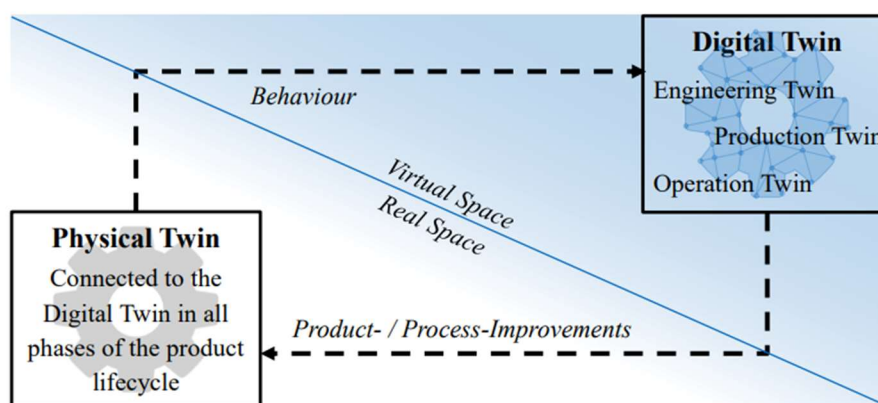 Digital Twin
Engineering Twin
Production Twin
Operation Twin
Behaviour
Virtual Space
Real Space
Physical Twin
Connected to the
Digital Twin in all
phases of the product
lifecycle
Product- / Process-Improvements